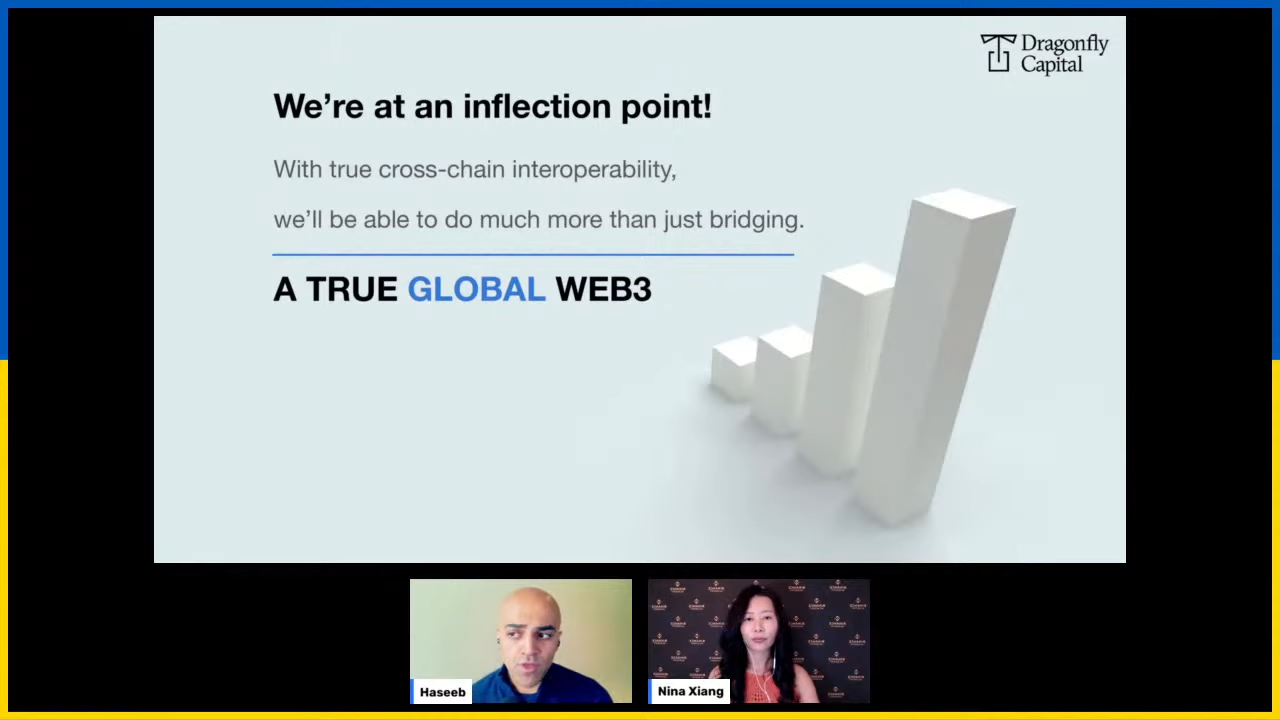 Dragonfly
Capital
We're at an inflection point!
With true cross-chain interoperability,
we'll be able to do much more than just bridging.
A TRUE GLOBAL WEB3
Haseeb
Nina Xiang